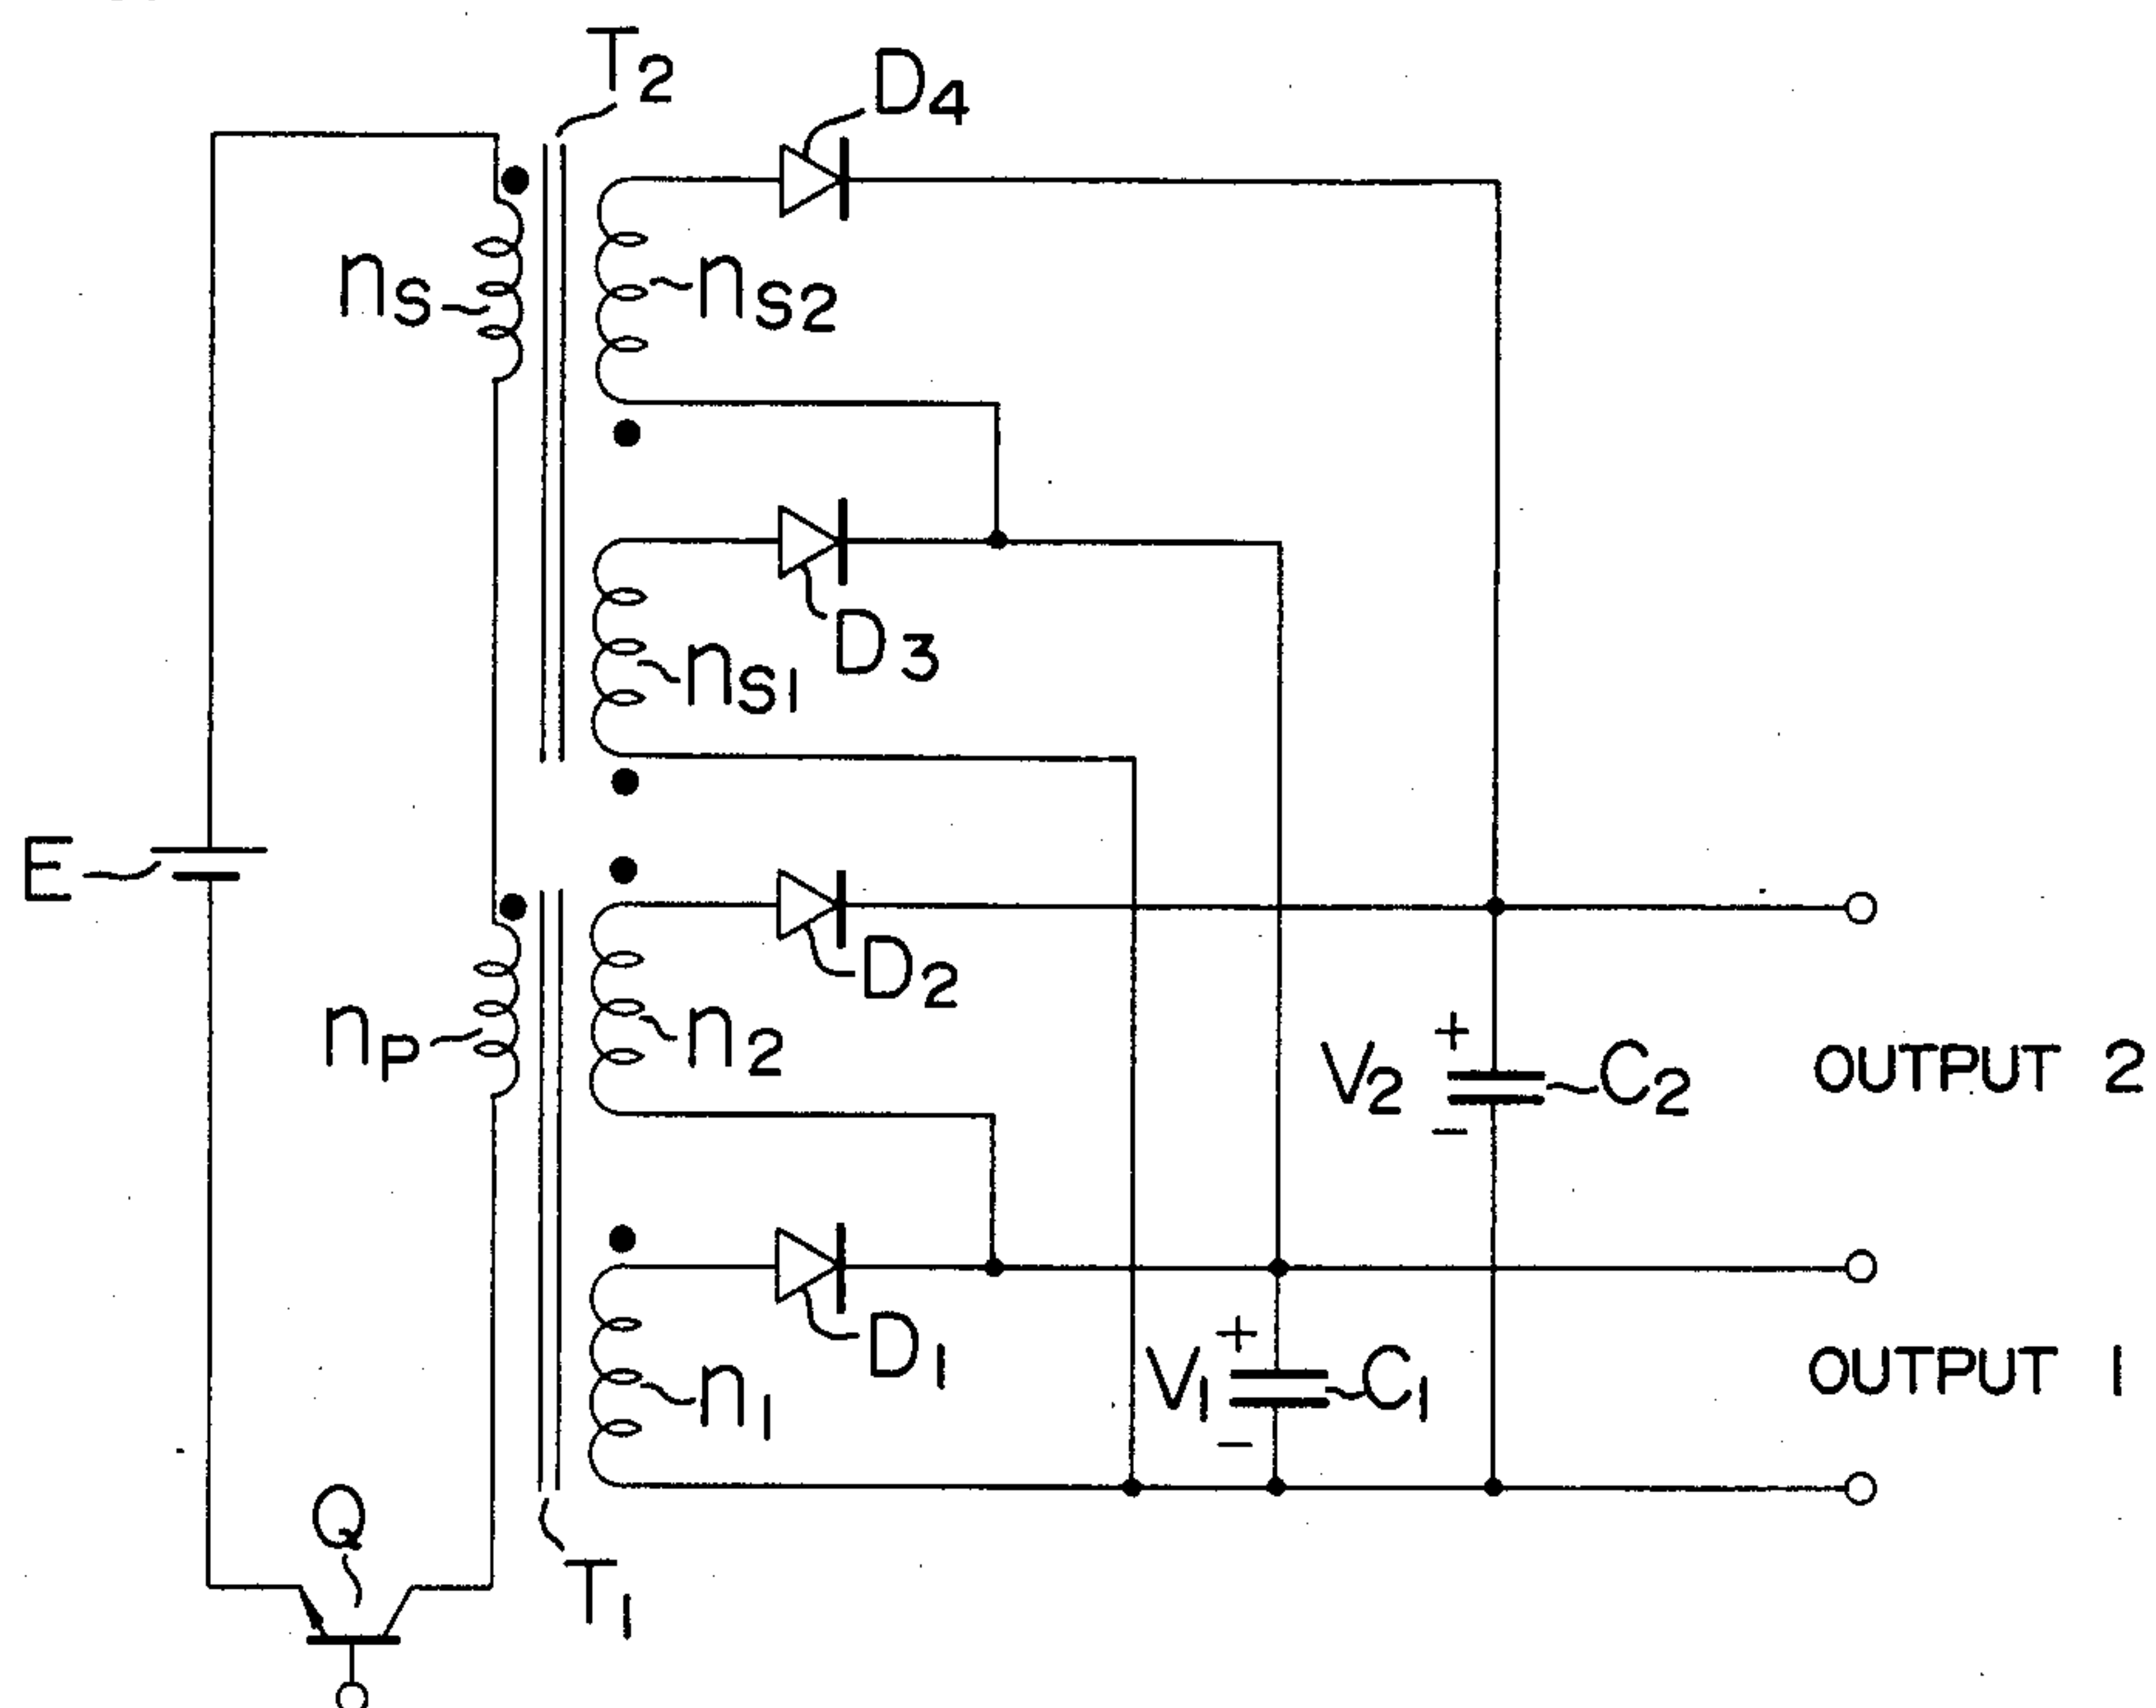 T2
D4
nS
nS2
D3
nS1
E
D2
nP
n2
+
V2
C2
OUTPUT 2
−
D1
n1
+
V1
C1
OUTPUT 1
−
Q
T1